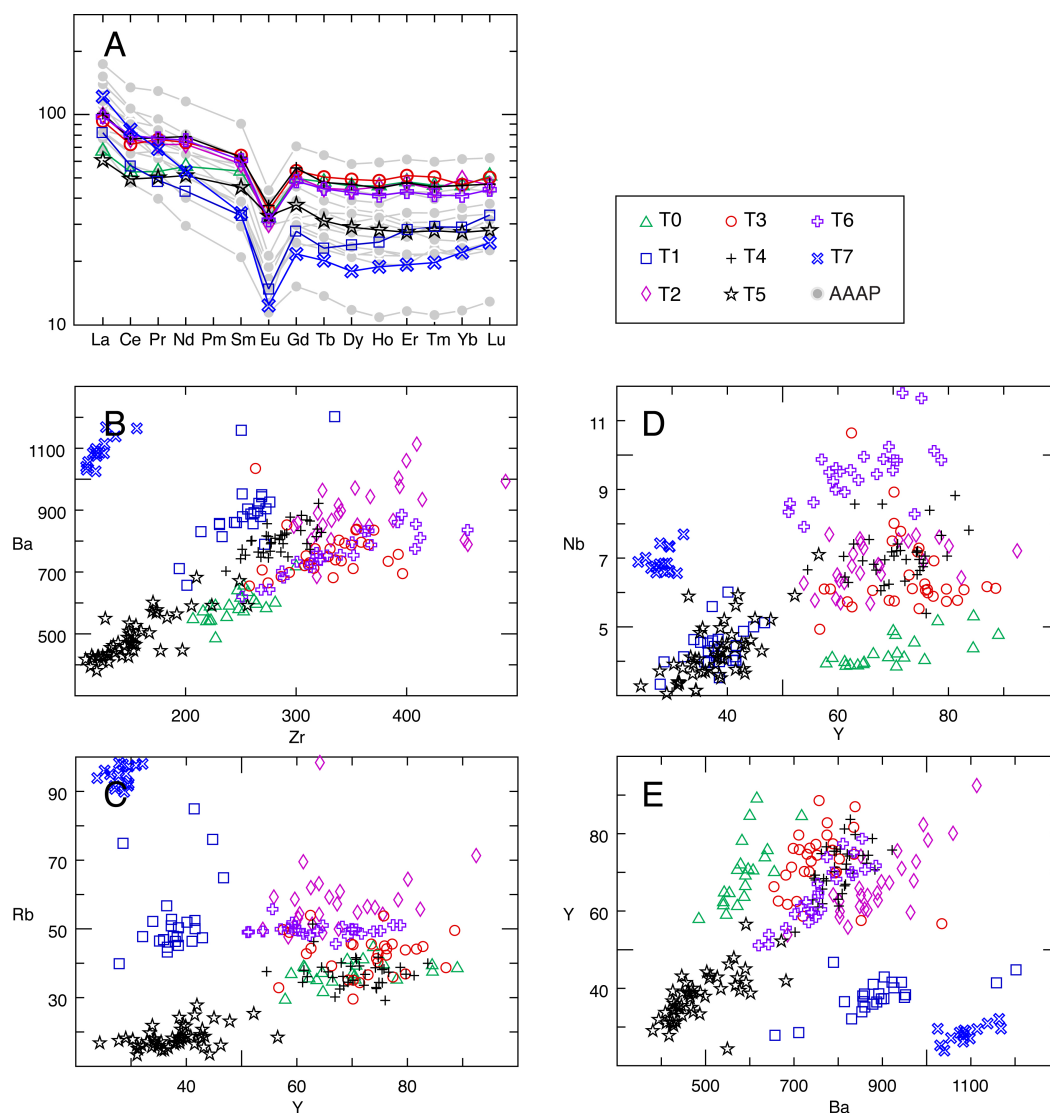 A
100
10
La Ce Pr Nd Pm Sm Eu Gd Tb Dy Ho Er Tm Yb Lu
T0 T3 T6
T1 T4 T7
T2 T5 AAAP
B
1100
900
Ba
700
500
200 300 400
Zr
D
11
9
Nb
7
5
40 60 80
Y
C
90
70
Rb
50
30
40 60 80
Y
E
80
Y
60
40
500 700 900 1100
Ba